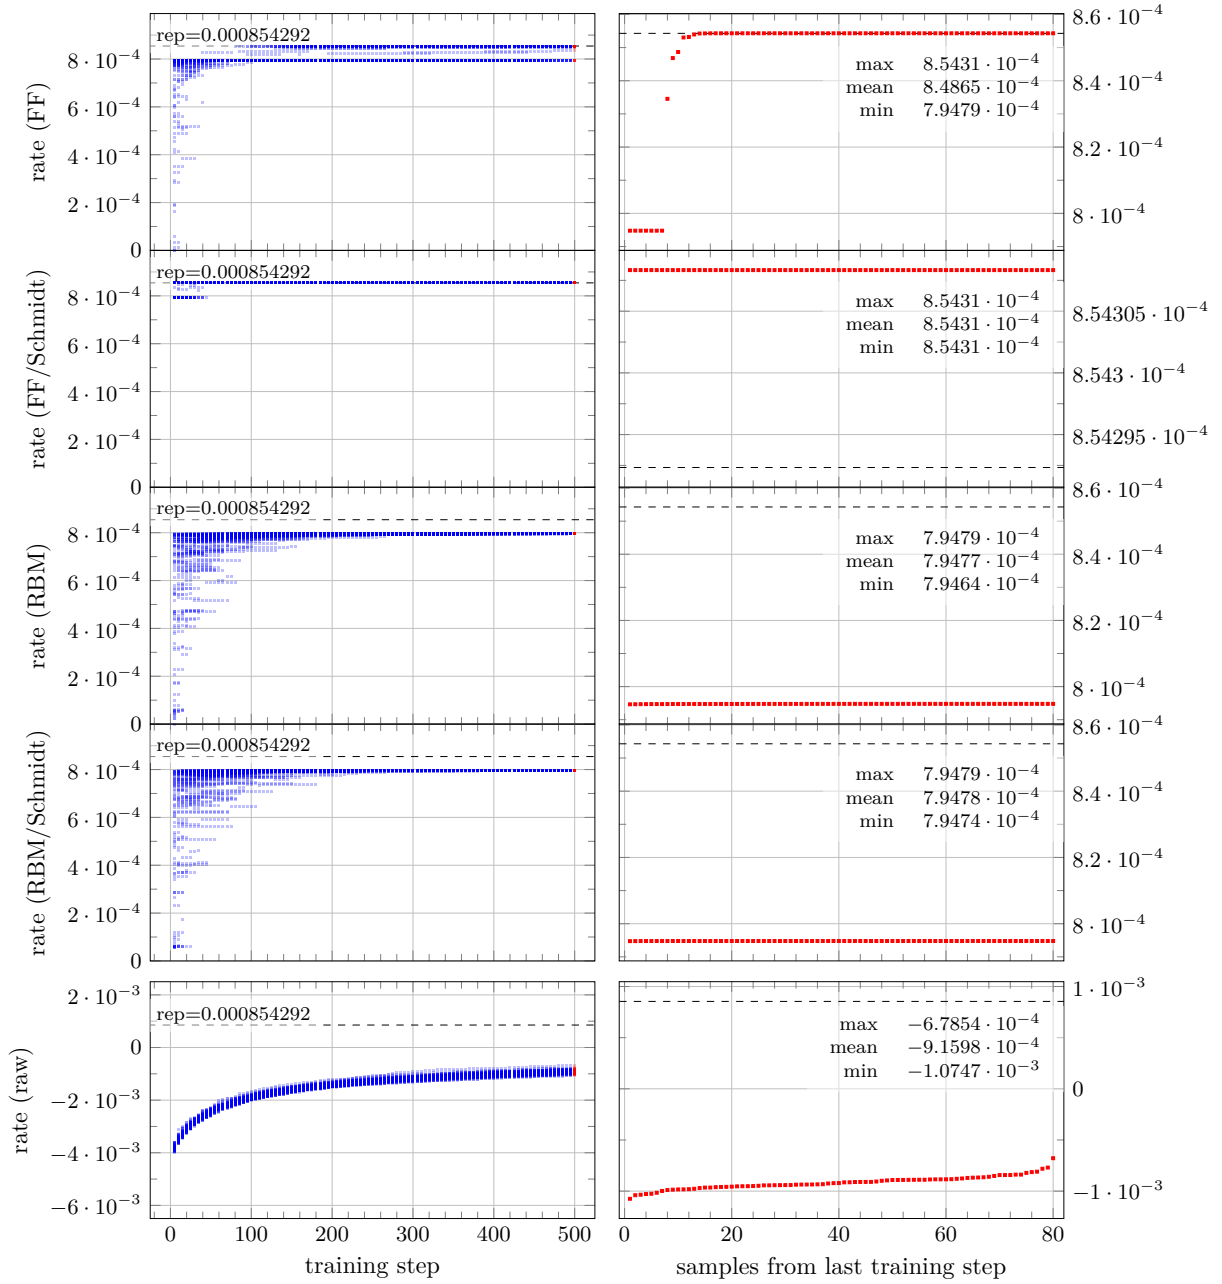 rep=0.000854292
8 · 10⁻⁴
6 · 10⁻⁴
4 · 10⁻⁴
2 · 10⁻⁴
0
rate (FF)
max 8.5431 · 10⁻⁴
mean 8.4865 · 10⁻⁴
min 7.9479 · 10⁻⁴
8.6 · 10⁻⁴
8.4 · 10⁻⁴
8.2 · 10⁻⁴
8 · 10⁻⁴
rep=0.000854292
8 · 10⁻⁴
6 · 10⁻⁴
4 · 10⁻⁴
2 · 10⁻⁴
0
rate (FF/Schmidt)
max 8.5431 · 10⁻⁴
mean 8.5431 · 10⁻⁴
min 8.5431 · 10⁻⁴
8.54305 · 10⁻⁴
8.543 · 10⁻⁴
8.54295 · 10⁻⁴
rep=0.000854292
8 · 10⁻⁴
6 · 10⁻⁴
4 · 10⁻⁴
2 · 10⁻⁴
0
rate (RBM)
max 7.9479 · 10⁻⁴
mean 7.9477 · 10⁻⁴
min 7.9464 · 10⁻⁴
8.6 · 10⁻⁴
8.4 · 10⁻⁴
8.2 · 10⁻⁴
8 · 10⁻⁴
rep=0.000854292
8 · 10⁻⁴
6 · 10⁻⁴
4 · 10⁻⁴
2 · 10⁻⁴
0
rate (RBM/Schmidt)
max 7.9479 · 10⁻⁴
mean 7.9478 · 10⁻⁴
min 7.9474 · 10⁻⁴
8.6 · 10⁻⁴
8.4 · 10⁻⁴
8.2 · 10⁻⁴
8 · 10⁻⁴
rep=0.000854292
2 · 10⁻³
0
−2 · 10⁻³
−4 · 10⁻³
−6 · 10⁻³
rate (raw)
0 100 200 300 400 500
training step
max −6.7854 · 10⁻⁴
mean −9.1598 · 10⁻⁴
min −1.0747 · 10⁻³
1 · 10⁻³
0
−1 · 10⁻³
0 20 40 60 80
samples from last training step